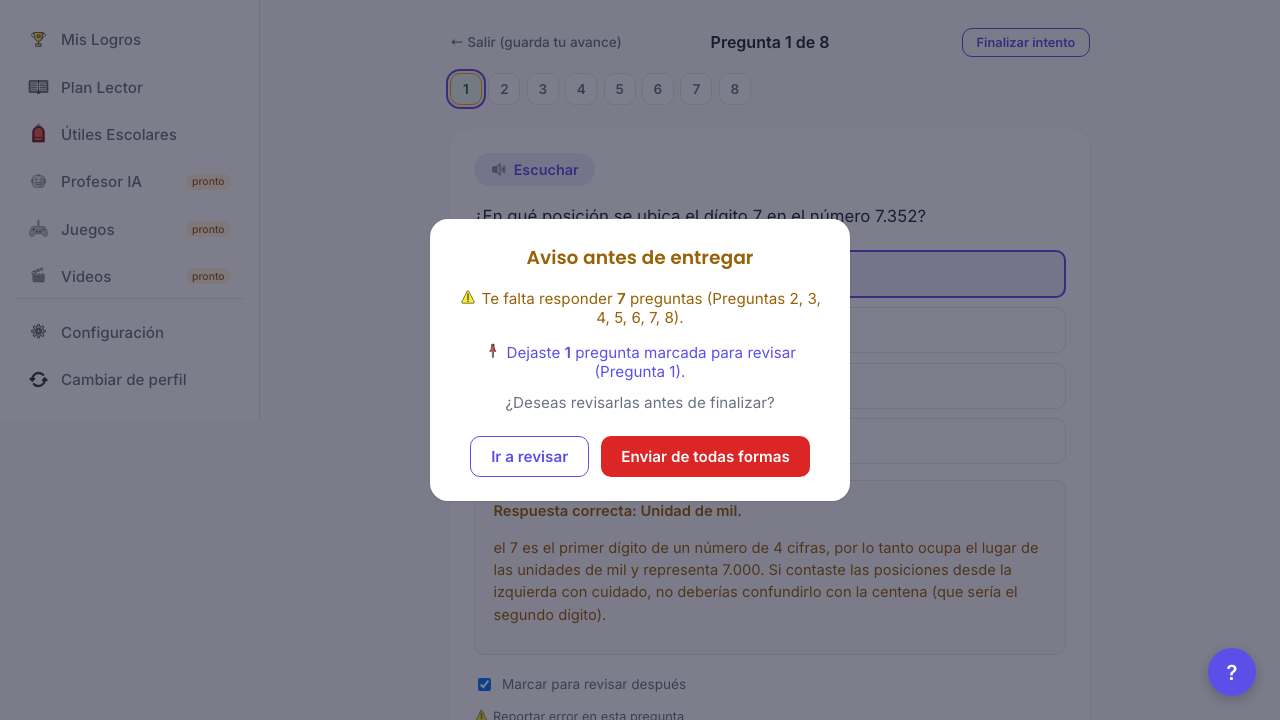 Mis Logros
Plan Lector
Útiles Escolares
Profesor IA pronto
Juegos pronto
Videos pronto
Configuración
Cambiar de perfil
← Salir (guarda tu avance)
Pregunta 1 de 8
Finalizar intento
1 2 3 4 5 6 7 8
Escuchar
¿En qué posición se ubica el dígito 7 en el número 7.352?
Aviso antes de entregar
⚠️ Te falta responder 7 preguntas (Preguntas 2, 3,
4, 5, 6, 7, 8).
📌 Dejaste 1 pregunta marcada para revisar
(Pregunta 1).
¿Deseas revisarlas antes de finalizar?
Ir a revisar
Enviar de todas formas
Respuesta correcta: Unidad de mil.
el 7 es el primer dígito de un número de 4 cifras, por lo tanto ocupa el lugar de
las unidades de mil y representa 7.000. Si contaste las posiciones desde la
izquierda con cuidado, no deberías confundirlo con la centena (que sería el
segundo dígito).
Marcar para revisar después
⚠️ Reportar error en esta pregunta
?